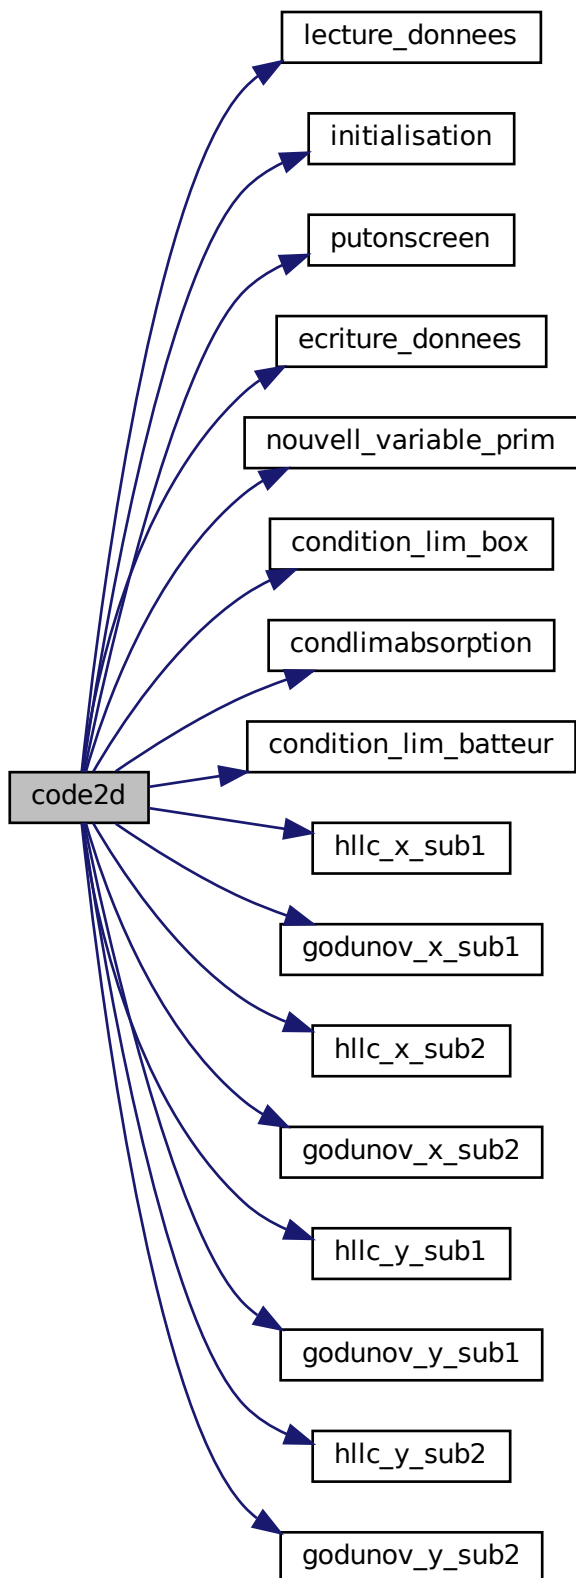 lecture_donnees
initialisation
putonscreen
ecriture_donnees
nouvell_variable_prim
condition_lim_box
condlimabsorption
condition_lim_batteur
code2d
hllc_x_sub1
godunov_x_sub1
hllc_x_sub2
godunov_x_sub2
hllc_y_sub1
godunov_y_sub1
hllc_y_sub2
godunov_y_sub2